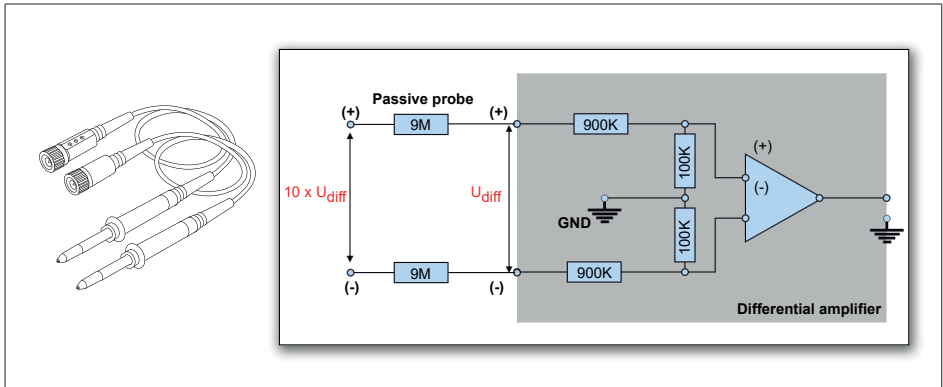 Passive probe
(+)
(+)
9M
900K
100K
(+)
(-)
10 x Udiff
Udiff
GND
100K
9M
900K
(-)
(-)
Differential amplifier